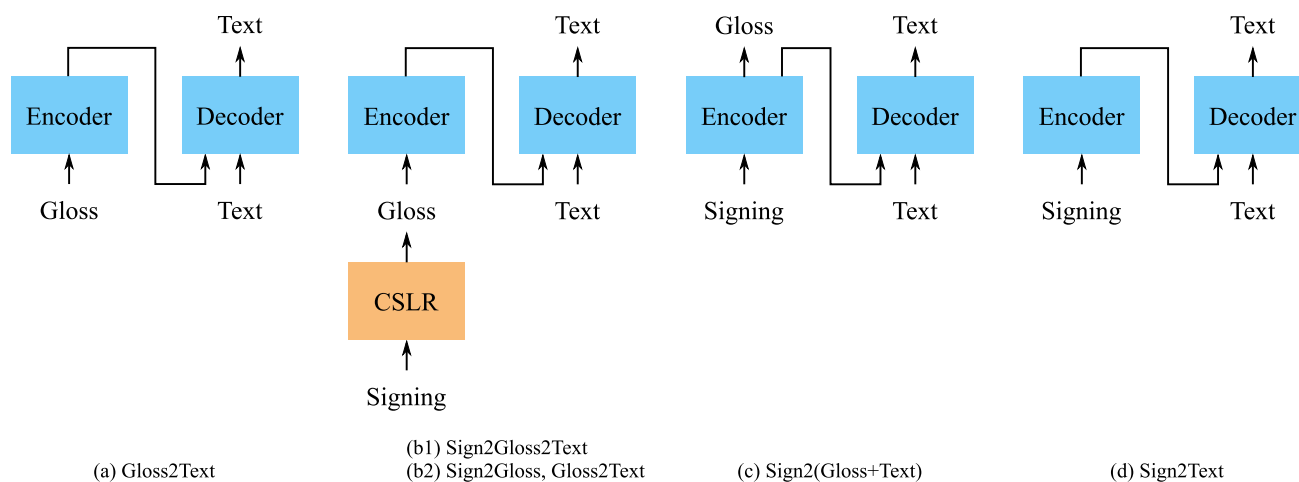 Text
Encoder
Decoder
Gloss
Text
(a) Gloss2Text
Text
Encoder
Decoder
Gloss
Text
CSLR
Signing
(b1) Sign2Gloss2Text
(b2) Sign2Gloss, Gloss2Text
Gloss
Text
Encoder
Decoder
Signing
Text
(c) Sign2(Gloss+Text)
Text
Encoder
Decoder
Signing
Text
(d) Sign2Text